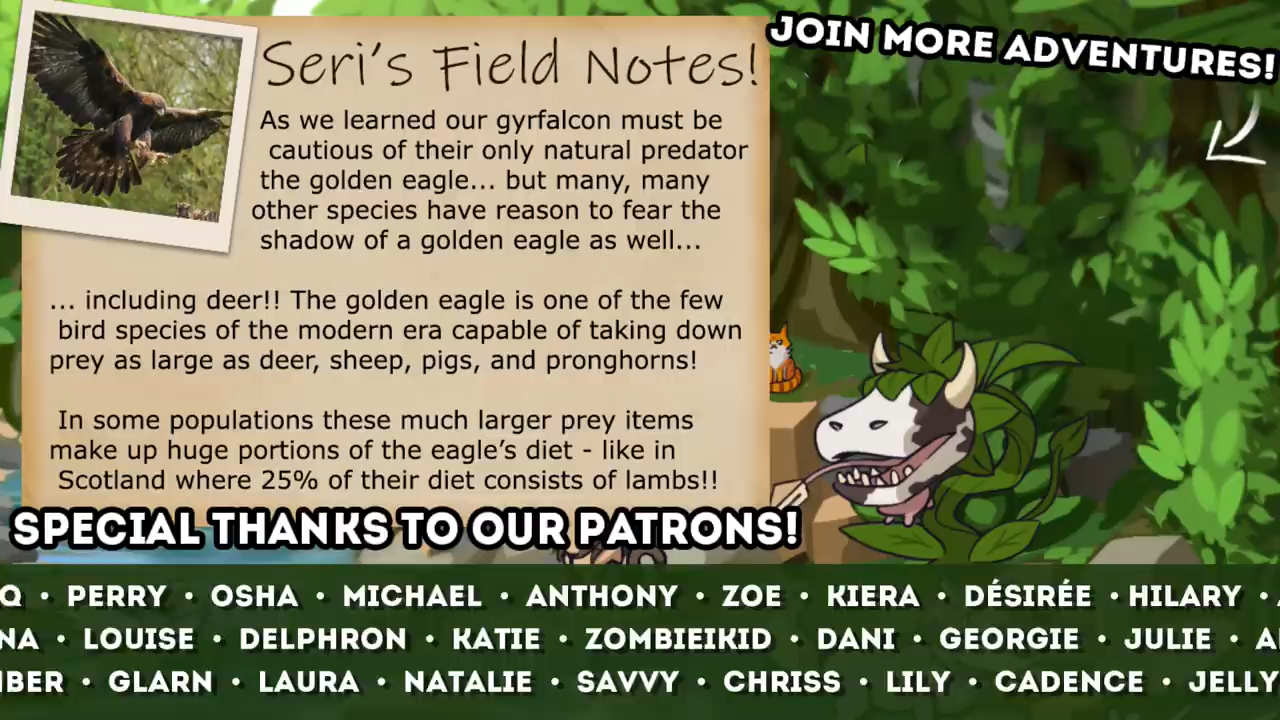 Seri's Field Notes!
As we learned our gyrfalcon must be
cautious of their only natural predator
the golden eagle... but many, many
other species have reason to fear the
shadow of a golden eagle as well...
... including deer!! The golden eagle is one of the few
bird species of the modern era capable of taking down
prey as large as deer, sheep, pigs, and pronghorns!
In some populations these much larger prey items
make up huge portions of the eagle's diet - like in
Scotland where 25% of their diet consists of lambs!!
JOIN MORE ADVENTURES!
SPECIAL THANKS TO OUR PATRONS!
Q • PERRY • OSHA • MICHAEL • ANTHONY • ZOE • KIERA • DÉSIRÉE • HILARY •
NA • LOUISE • DELPHRON • KATIE • ZOMBIEIKID • DANI • GEORGIE • JULIE •
BER • GLARN • LAURA • NATALIE • SAVVY • CHRISS • LILY • CADENCE • JELLY